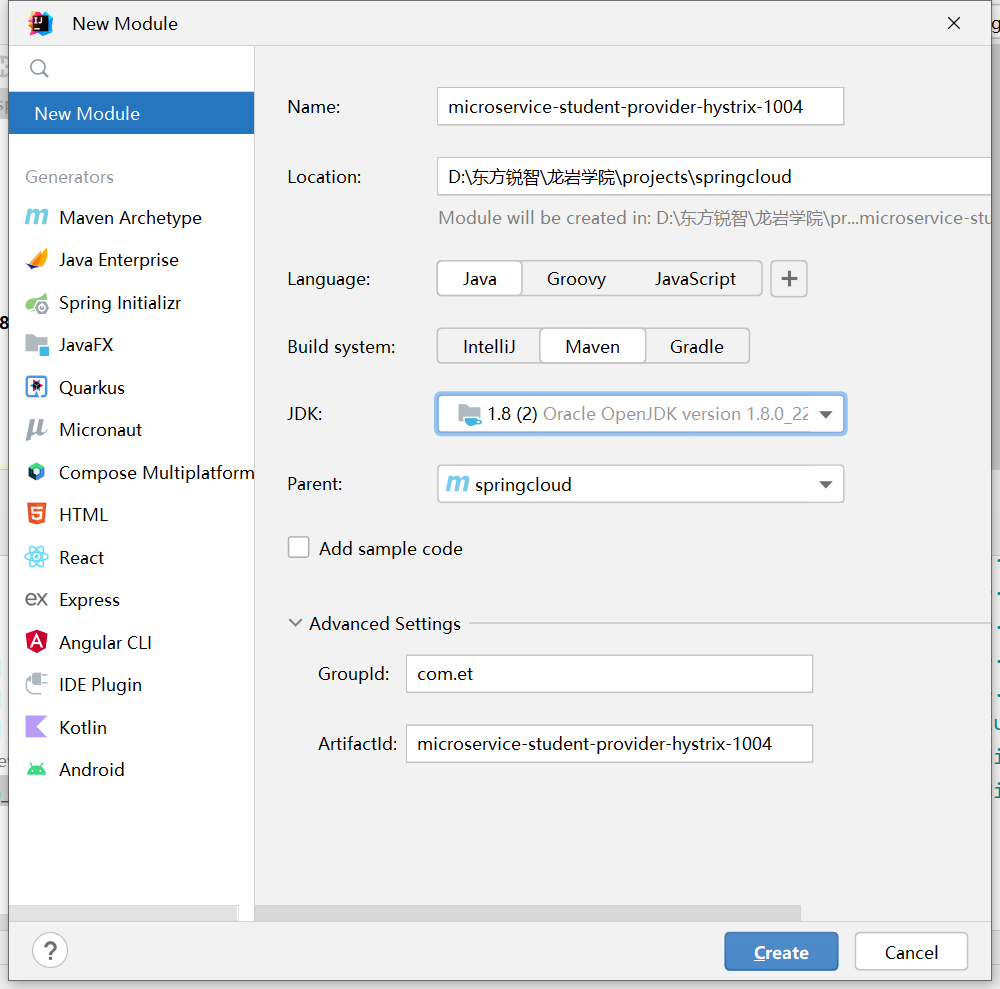 New Module
New Module
Generators
Maven Archetype
Java Enterprise
Spring Initializr
JavaFX
Quarkus
Micronaut
Compose Multiplatform
HTML
React
ex Express
Angular CLI
IDE Plugin
Kotlin
Android
Name: microservice-student-provider-hystrix-1004
Location: D:\东方锐智\龙岩学院\projects\springcloud
Module will be created in: D:\东方锐智\龙岩学院\pr...microservice-stu
Language: Java Groovy JavaScript +
Build system: IntelliJ Maven Gradle
JDK: 1.8 (2) Oracle OpenJDK version 1.8.0_22
Parent: m springcloud
Add sample code
Advanced Settings
GroupId: com.et
ArtifactId: microservice-student-provider-hystrix-1004
? Create Cancel